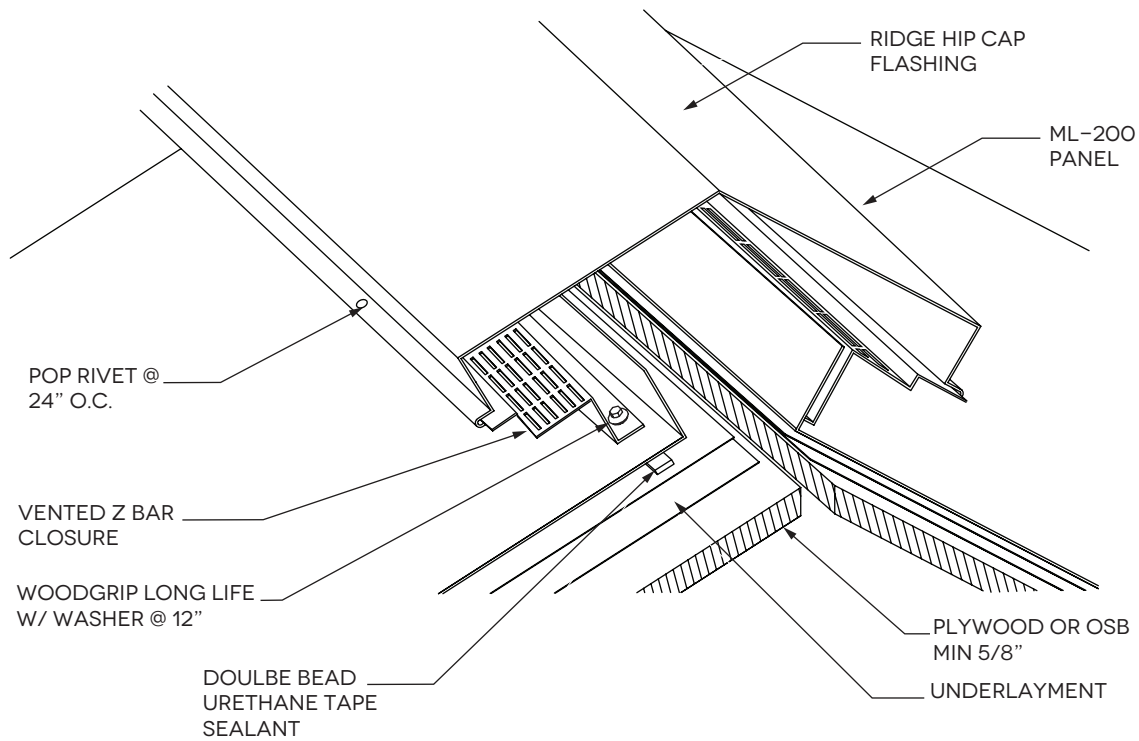 RIDGE HIP CAP
FLASHING
ML-200
PANEL
POP RIVET @
24” O.C.
VENTED Z BAR
CLOSURE
WOODGRIP LONG LIFE
W/ WASHER @ 12”
DOULBE BEAD
URETHANE TAPE
SEALANT
PLYWOOD OR OSB
MIN 5/8”
UNDERLAYMENT